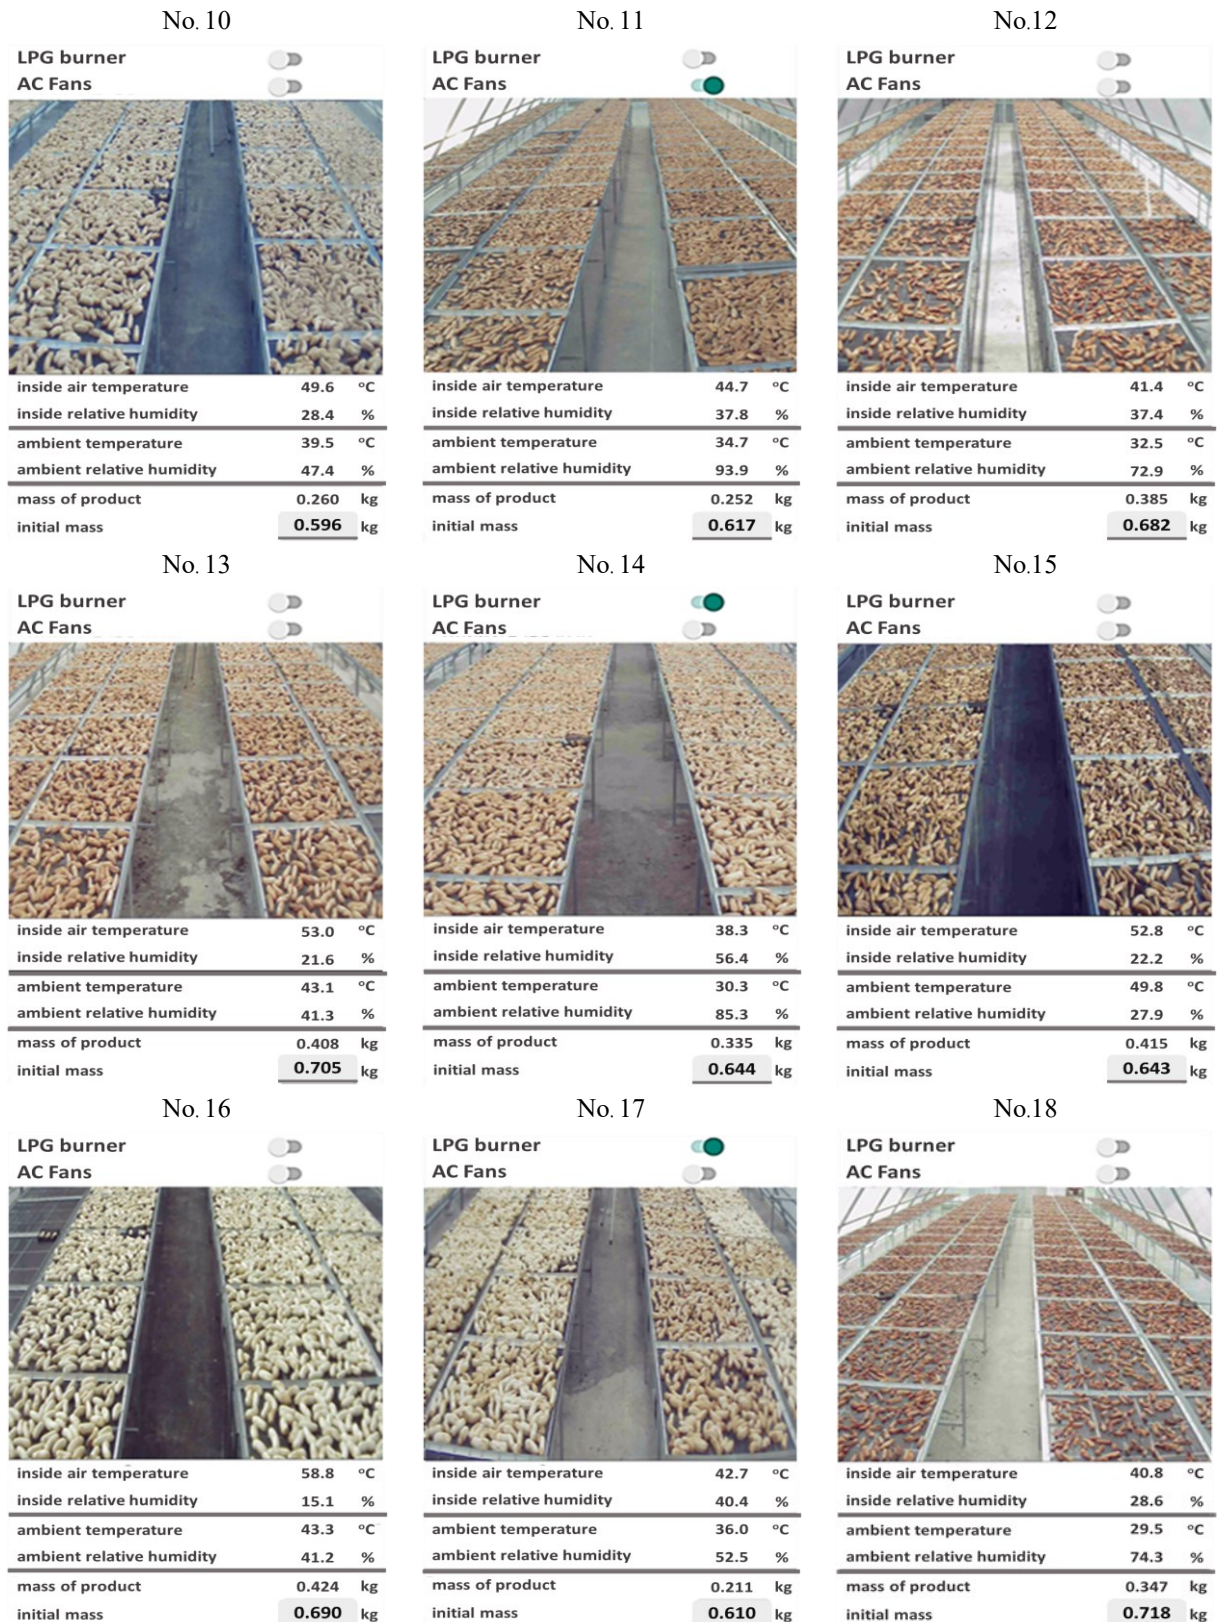 No. 10
LPG burner
AC Fans
inside air temperature 49.6 °C
inside relative humidity 28.4 %
ambient temperature 39.5 °C
ambient relative humidity 47.4 %
mass of product 0.260 kg
initial mass 0.596 kg
No. 11
LPG burner
AC Fans
inside air temperature 44.7 °C
inside relative humidity 37.8 %
ambient temperature 34.7 °C
ambient relative humidity 93.9 %
mass of product 0.252 kg
initial mass 0.617 kg
No.12
LPG burner
AC Fans
inside air temperature 41.4 °C
inside relative humidity 37.4 %
ambient temperature 32.5 °C
ambient relative humidity 72.9 %
mass of product 0.385 kg
initial mass 0.682 kg
No. 13
LPG burner
AC Fans
inside air temperature 53.0 °C
inside relative humidity 21.6 %
ambient temperature 43.1 °C
ambient relative humidity 41.3 %
mass of product 0.408 kg
initial mass 0.705 kg
No. 14
LPG burner
AC Fans
inside air temperature 38.3 °C
inside relative humidity 56.4 %
ambient temperature 30.3 °C
ambient relative humidity 85.3 %
mass of product 0.335 kg
initial mass 0.644 kg
No.15
LPG burner
AC Fans
inside air temperature 52.8 °C
inside relative humidity 22.2 %
ambient temperature 49.8 °C
ambient relative humidity 27.9 %
mass of product 0.415 kg
initial mass 0.643 kg
No. 16
LPG burner
AC Fans
inside air temperature 58.8 °C
inside relative humidity 15.1 %
ambient temperature 43.3 °C
ambient relative humidity 41.2 %
mass of product 0.424 kg
initial mass 0.690 kg
No. 17
LPG burner
AC Fans
inside air temperature 42.7 °C
inside relative humidity 40.4 %
ambient temperature 36.0 °C
ambient relative humidity 52.5 %
mass of product 0.211 kg
initial mass 0.610 kg
No.18
LPG burner
AC Fans
inside air temperature 40.8 °C
inside relative humidity 28.6 %
ambient temperature 29.5 °C
ambient relative humidity 74.3 %
mass of product 0.347 kg
initial mass 0.718 kg